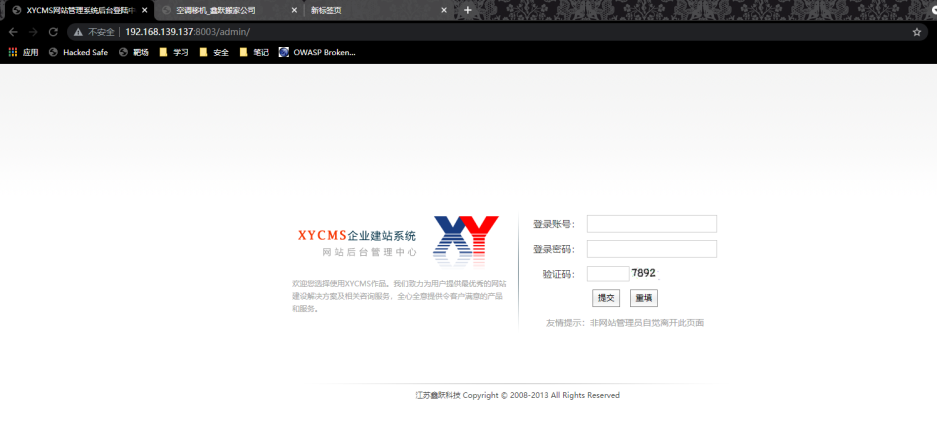 XYCMS网站管理系统后台登陆中
空调移机_鑫跃搬家公司
新标签页
不安全 192.168.139.137:8003/admin/
应用 Hacked Safe 靶场 学习 安全 笔记 OWASP Broken...
XYCMS企业建站系统
网站后台管理中心
XY
欢迎您选择使用XYCMS作品。我们致力为用户提供最优秀的网站
建设解决方案及相关咨询服务，全心全意提供令客户满意的产品
和服务。
登录账号：
登录密码：
验证码： 7892
提交 重填
友情提示：非网站管理员自觉离开此页面
江苏鑫跃科技 Copyright © 2008-2013 All Rights Reserved